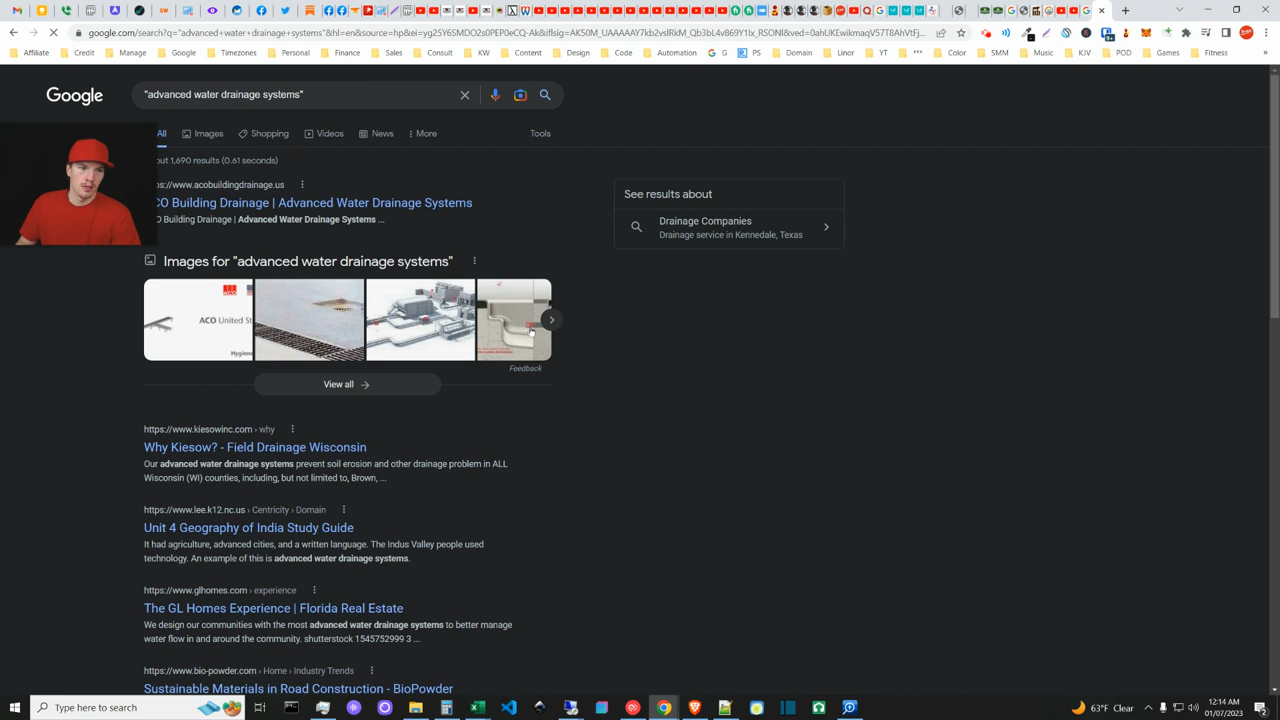 google.com/search?q="advanced+water+drainage+systems"&hl=en&source=hp&ei=
Affiliate Credit Manage Google Timezones Personal Finance Sales Consult KW Content Build Code Automation Domain Linor YT Color SMM Music KJV POD Games Fitness
Google
"advanced water drainage systems"
All Images Shopping Videos News More Tools
out 1,690 results (0.61 seconds)
ps://www.acobuildingdrainage.us
CO Building Drainage | Advanced Water Drainage Systems
O Building Drainage | Advanced Water Drainage Systems ...
See results about
Drainage Companies
Drainage service in Kennedale, Texas
Images for "advanced water drainage systems"
ACO United St
Hygiene
Feedback
View all
https://www.kiesowinc.com › why
Why Kiesow? - Field Drainage Wisconsin
Our advanced water drainage systems prevent soil erosion and other drainage problem in ALL
Wisconsin (WI) counties, including, but not limited to, Brown, ...
https://www.lee.k12.nc.us › Centricity › Domain
Unit 4 Geography of India Study Guide
It had agriculture, advanced cities, and a written language. The Indus Valley people used
technology. An example of this is advanced water drainage systems.
https://www.glhomes.com › experience
The GL Homes Experience | Florida Real Estate
We design our communities with the most advanced water drainage systems to better manage
water flow in and around the community. shutterstock 1545752999 3 ...
https://www.bio-powder.com › Home › Industry Trends
Sustainable Materials in Road Construction - BioPowder
Type here to search
63°F Clear
12:14 AM
01/07/2023